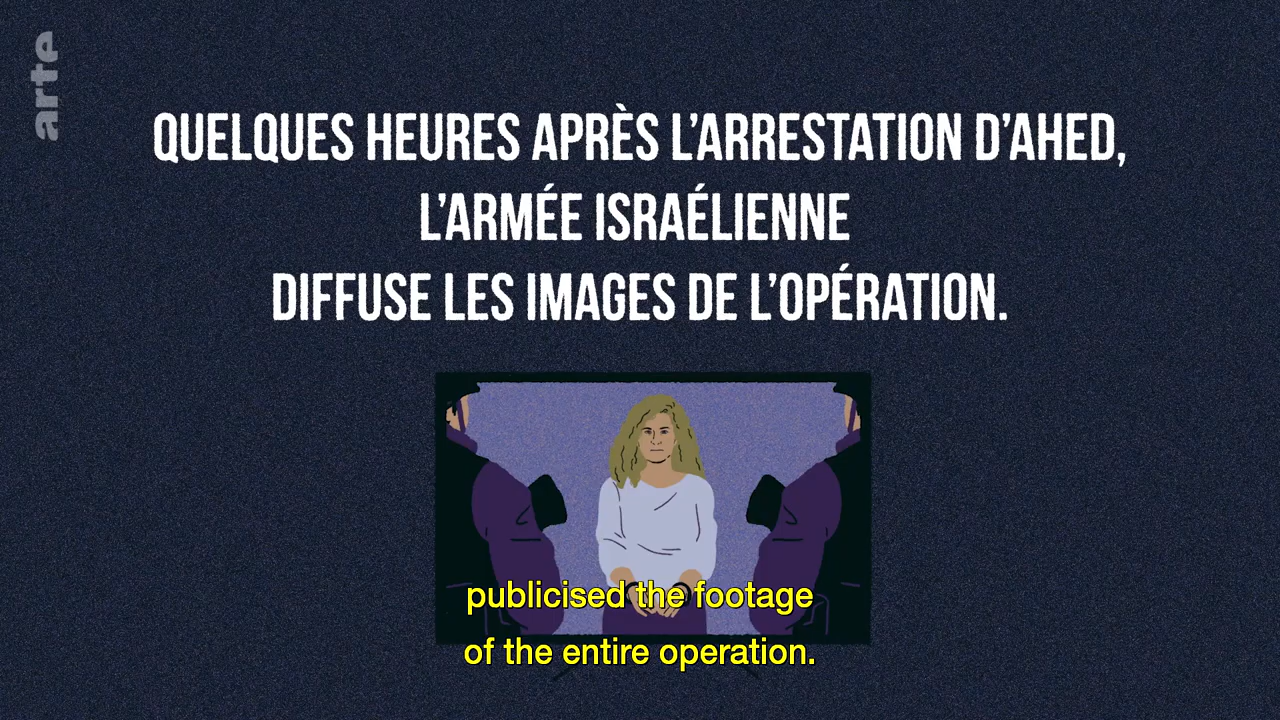 arte
QUELQUES HEURES APRÈS L'ARRESTATION D'AHED,
L'ARMÉE ISRAÉLIENNE
DIFFUSE LES IMAGES DE L'OPÉRATION.
publicised the footage
of the entire operation.